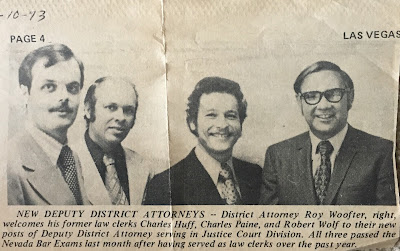 -10-73
PAGE 4
LAS VEGAS
NEW DEPUTY DISTRICT ATTORNEYS -- District Attorney Roy Woofter, right,
welcomes his former law clerks Charles Huff, Charles Paine, and Robert Wolf to their new
posts of Deputy District Attorney serving in Justice Court Division. All three passed the
Nevada Bar Exams last month after having served as law clerks over the past year.